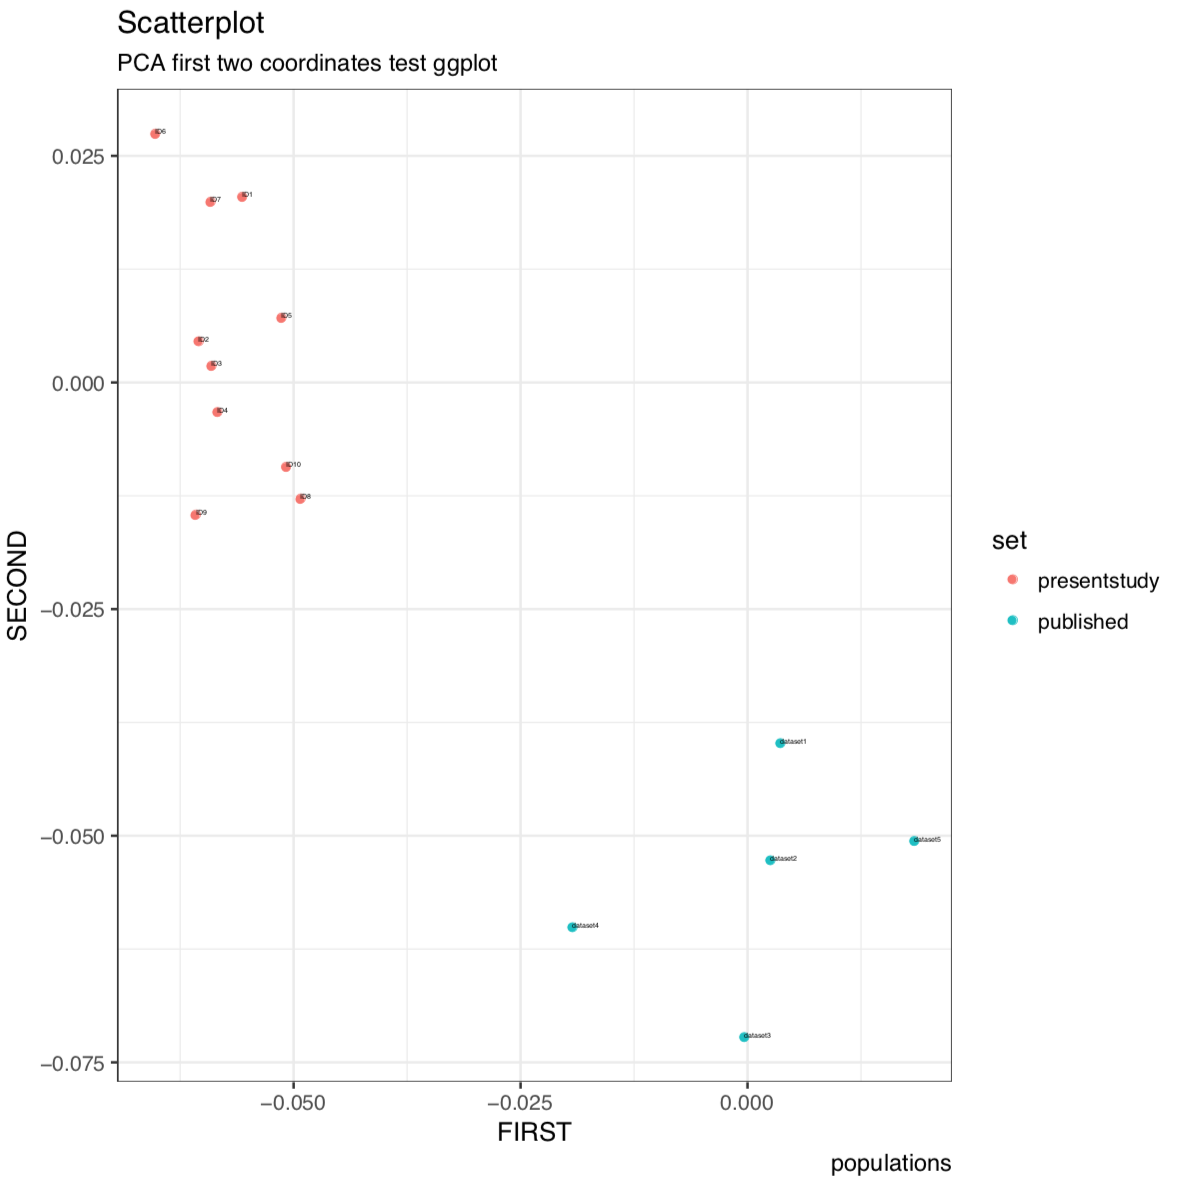 Scatterplot
PCA first two coordinates test ggplot
ID6
0.025
ID1
ID7
ID5
ID2
ID3
0.000
ID4
ID10
ID8
ID9
SECOND
set
presentstudy
−0.025
published
dataset1
−0.050
dataset5
dataset2
dataset4
dataset3
−0.075
−0.050 −0.025 0.000
FIRST
populations